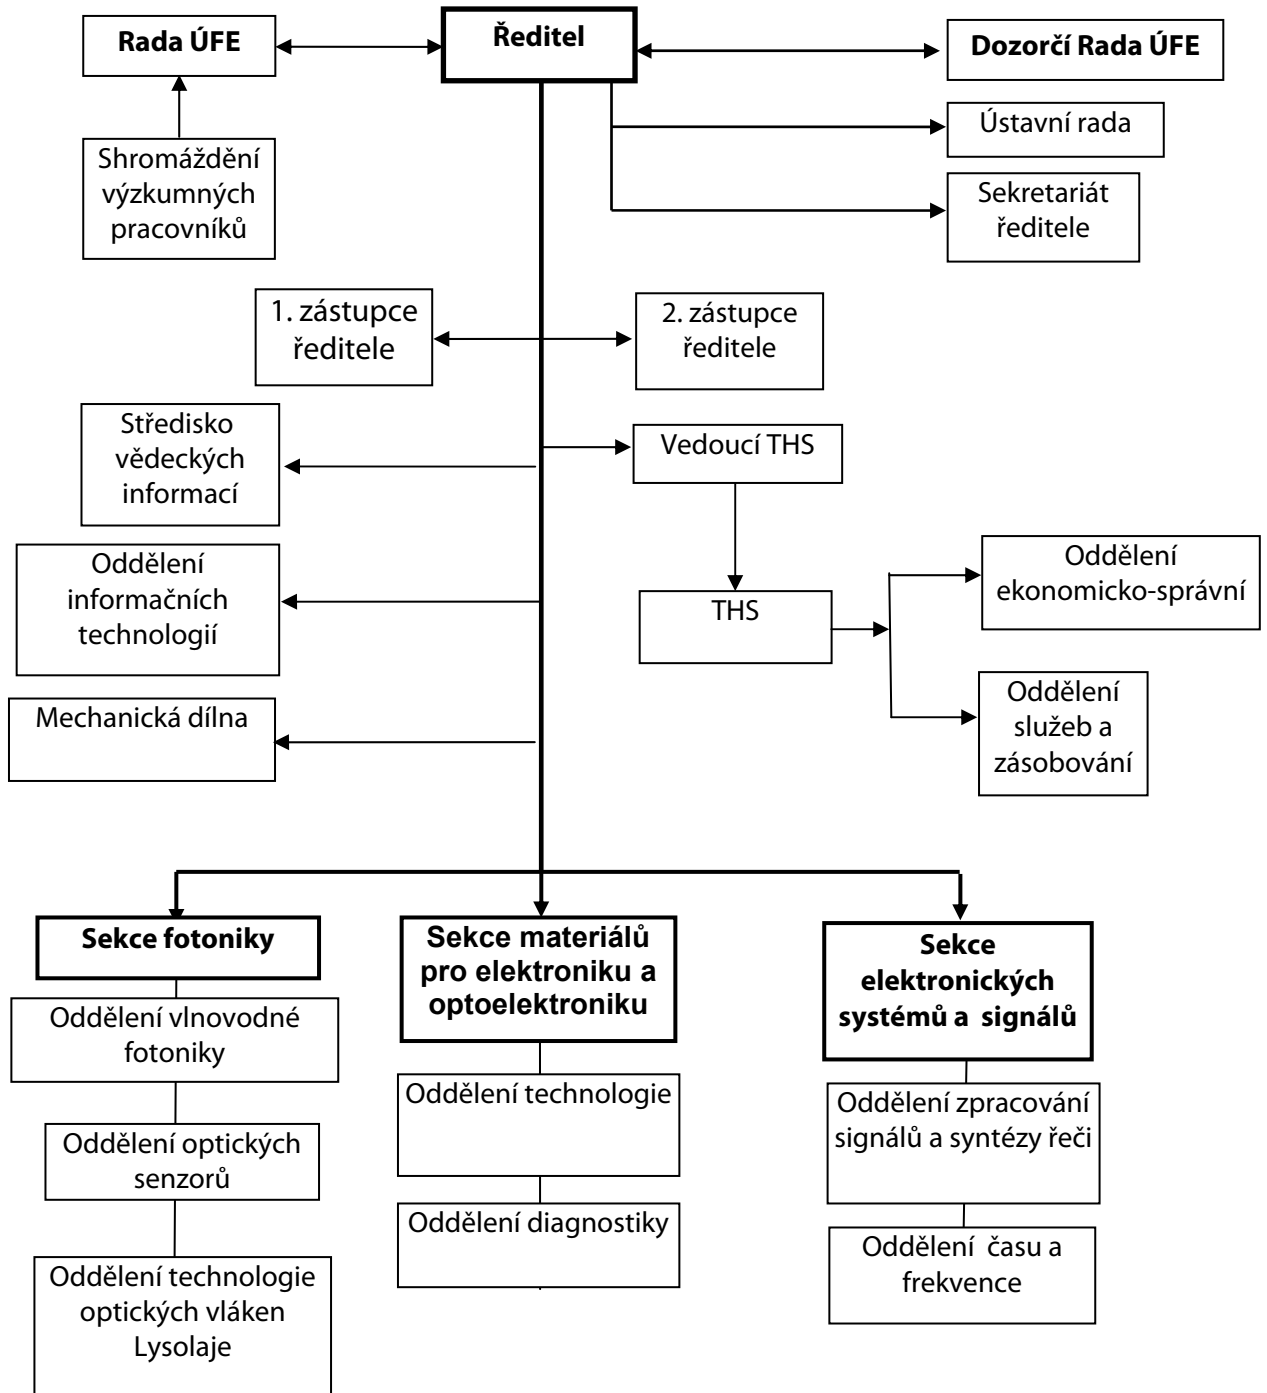 Rada ÚFE
Ředitel
Dozorčí Rada ÚFE
Ústavní rada
Shromáždění
výzkumných
pracovníků
Sekretariát
ředitele
1. zástupce
ředitele
2. zástupce
ředitele
Středisko
vědeckých
informací
Vedoucí THS
Oddělení
informačních
technologií
THS
Oddělení
ekonomicko-správní
Mechanická dílna
Oddělení
služeb a
zásobování
Sekce fotoniky
Oddělení vlnovodné
fotoniky
Oddělení optických
senzorů
Oddělení technologie
optických vláken
Lysolaje
Sekce materiálů
pro elektroniku a
optoelektroniku
Oddělení technologie
Oddělení diagnostiky
Sekce
elektronických
systémů a signálů
Oddělení zpracování
signálů a syntézy řeči
Oddělení času a
frekvence